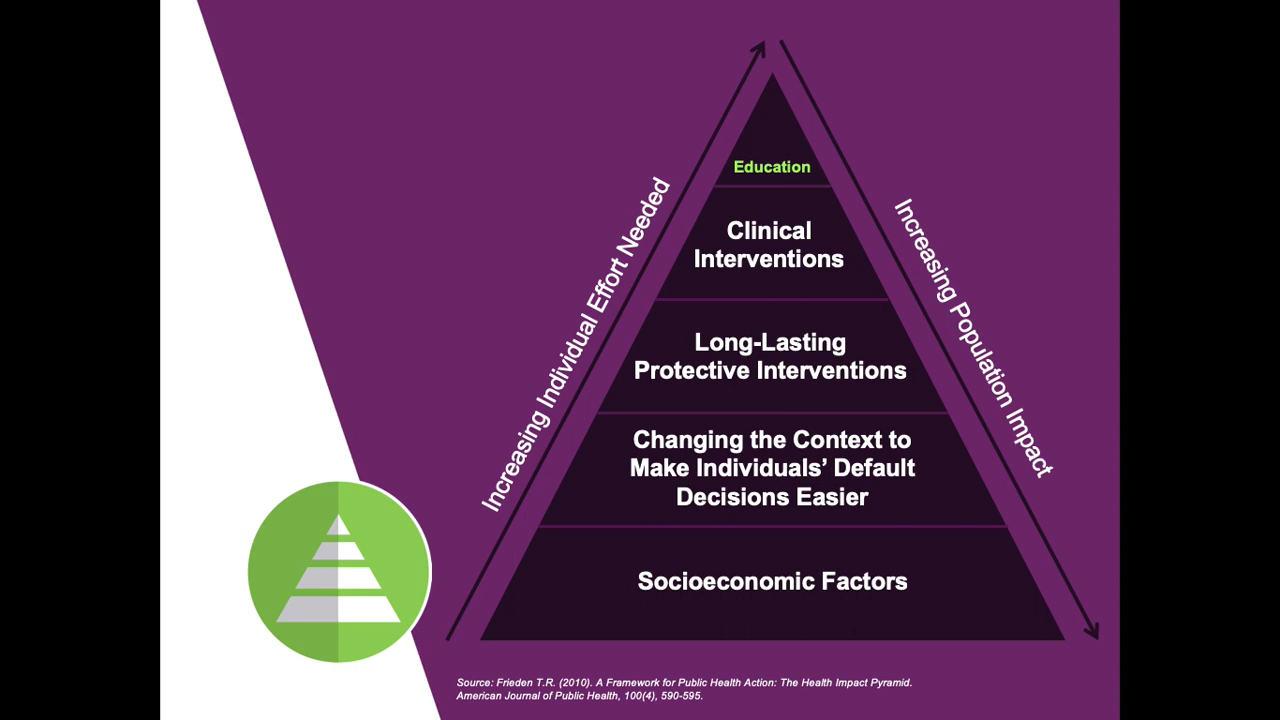 Education
Clinical
Interventions
Long-Lasting
Protective Interventions
Changing the Context to
Make Individuals’ Default
Decisions Easier
Socioeconomic Factors
Increasing Individual Effort Needed
Increasing Population Impact
Source: Frieden T.R. (2010). A Framework for Public Health Action: The Health Impact Pyramid.
American Journal of Public Health, 100(4), 590-595.